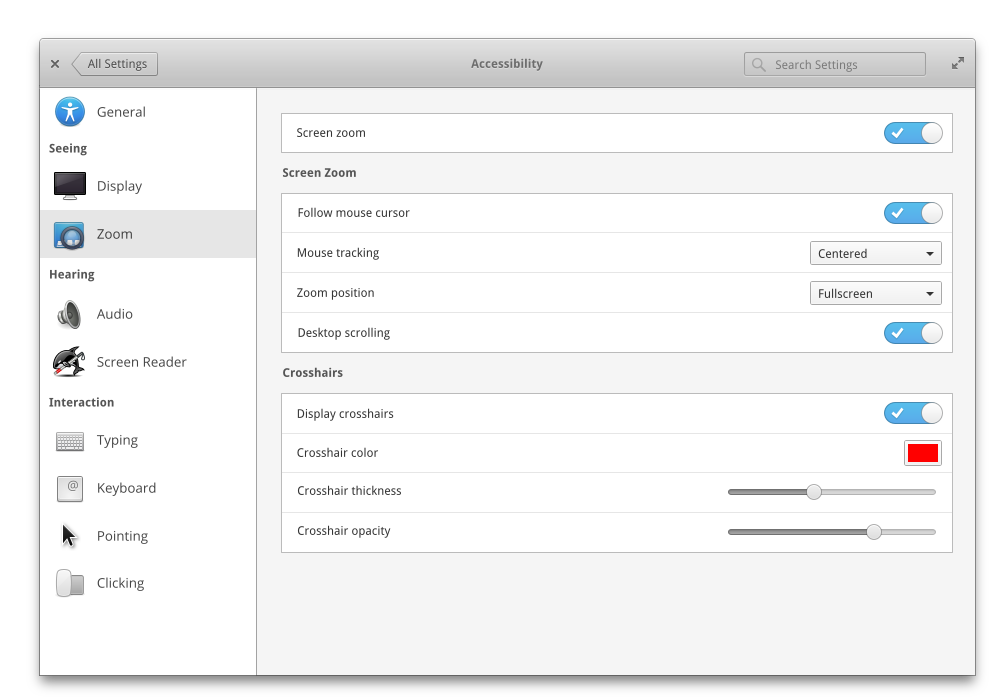 All Settings
Accessibility
Search Settings
General
Seeing
Display
Zoom
Hearing
Audio
Screen Reader
Interaction
Typing
@
Keyboard
Pointing
Clicking
Screen zoom
Screen Zoom
Follow mouse cursor
Mouse tracking
Centered
Zoom position
Fullscreen
Desktop scrolling
Crosshairs
Display crosshairs
Crosshair color
Crosshair thickness
Crosshair opacity